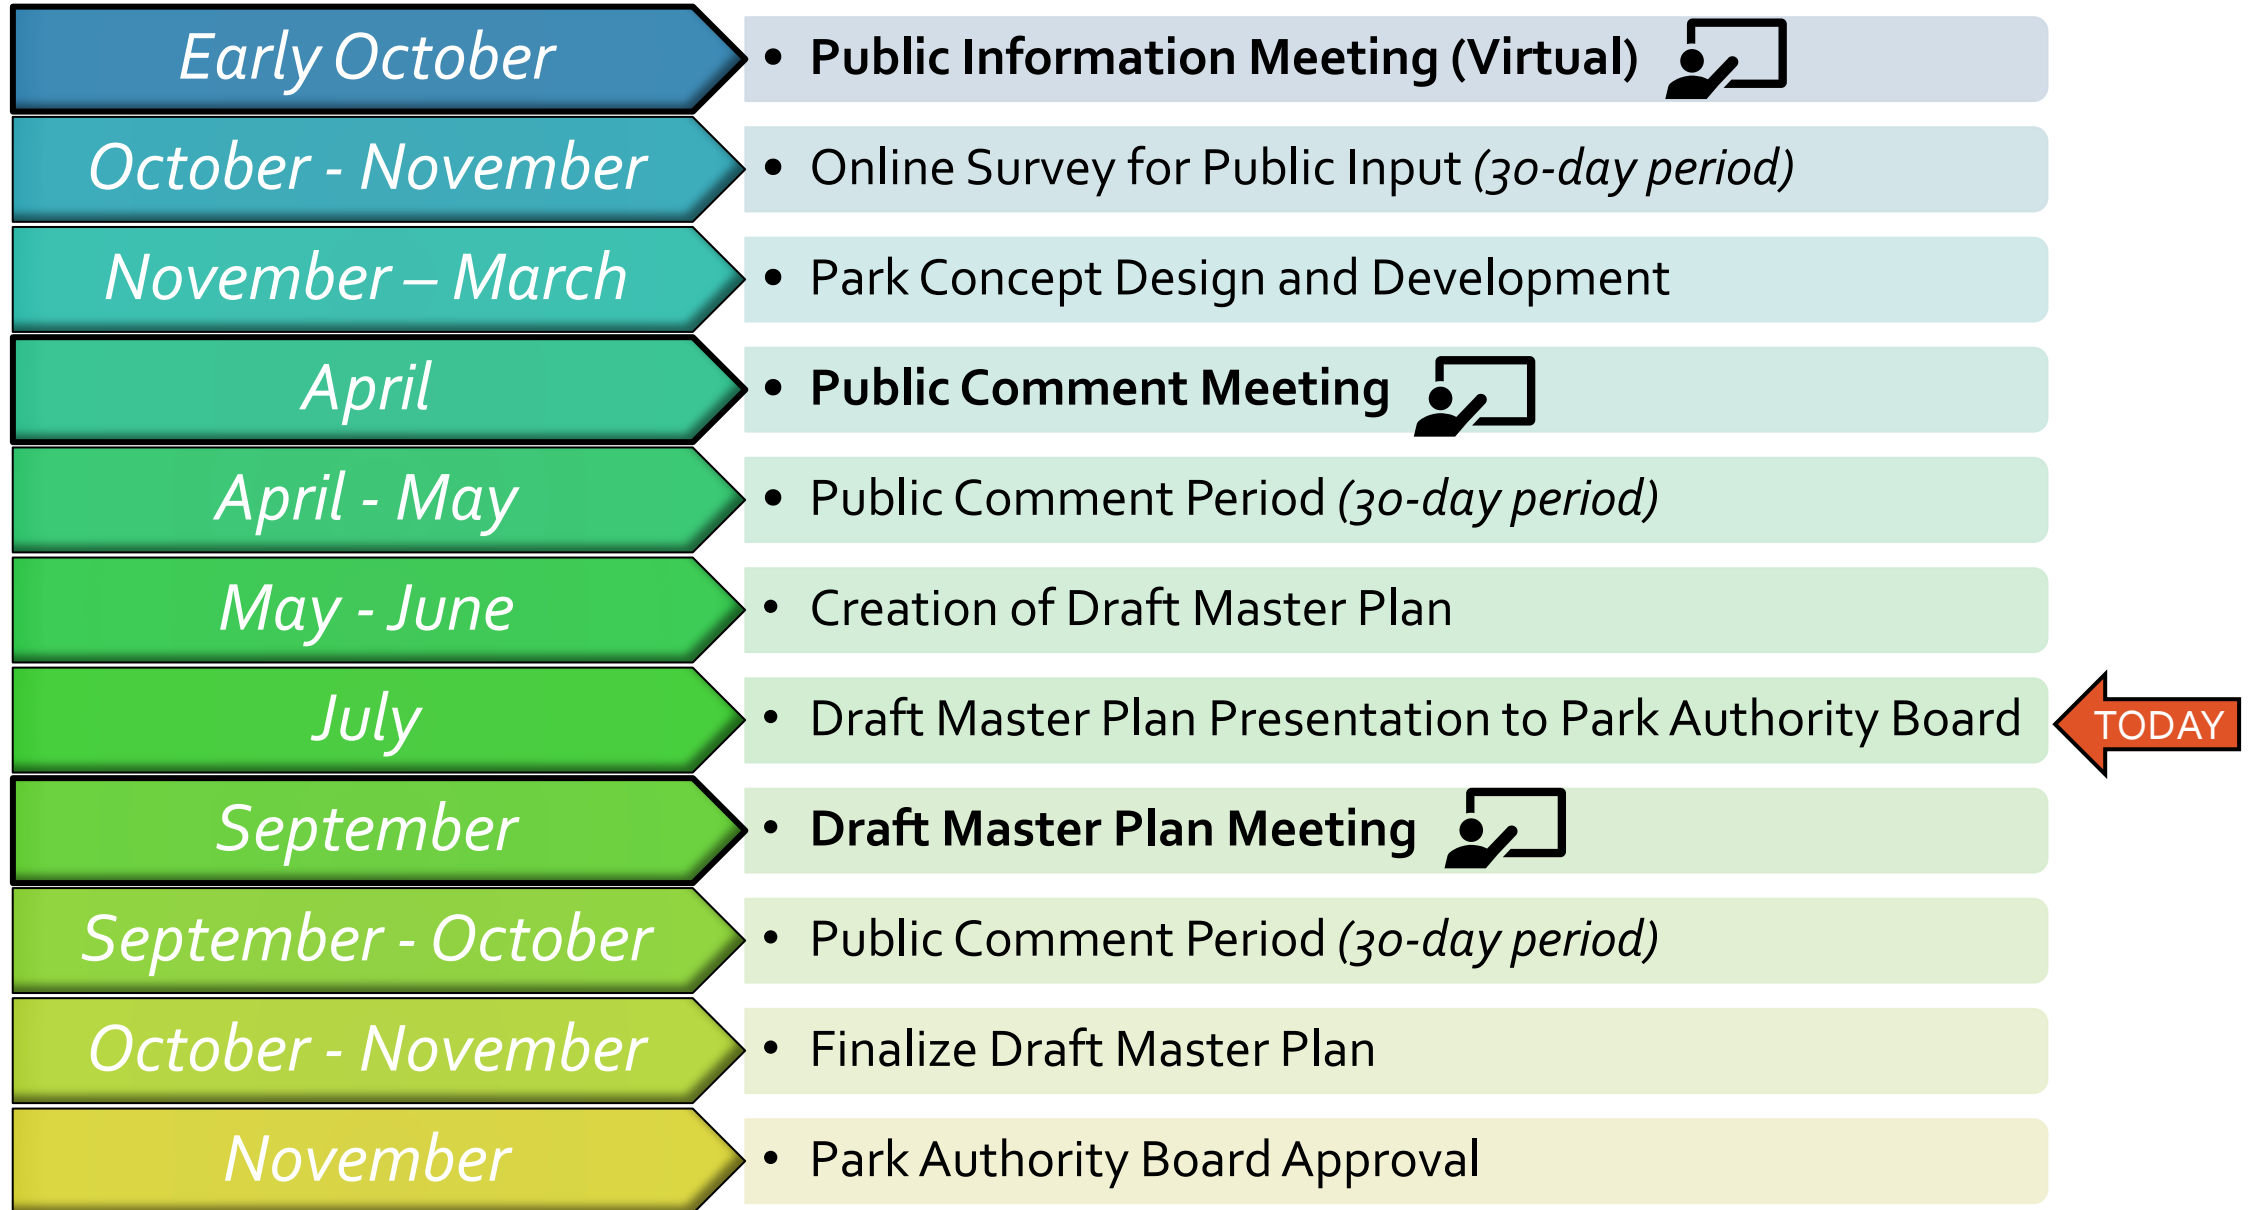 Early October
• Public Information Meeting (Virtual)
October - November
• Online Survey for Public Input (30-day period)
November – March
• Park Concept Design and Development
April
• Public Comment Meeting
April - May
• Public Comment Period (30-day period)
May - June
• Creation of Draft Master Plan
July
• Draft Master Plan Presentation to Park Authority Board
TODAY
September
• Draft Master Plan Meeting
September - October
• Public Comment Period (30-day period)
October - November
• Finalize Draft Master Plan
November
• Park Authority Board Approval